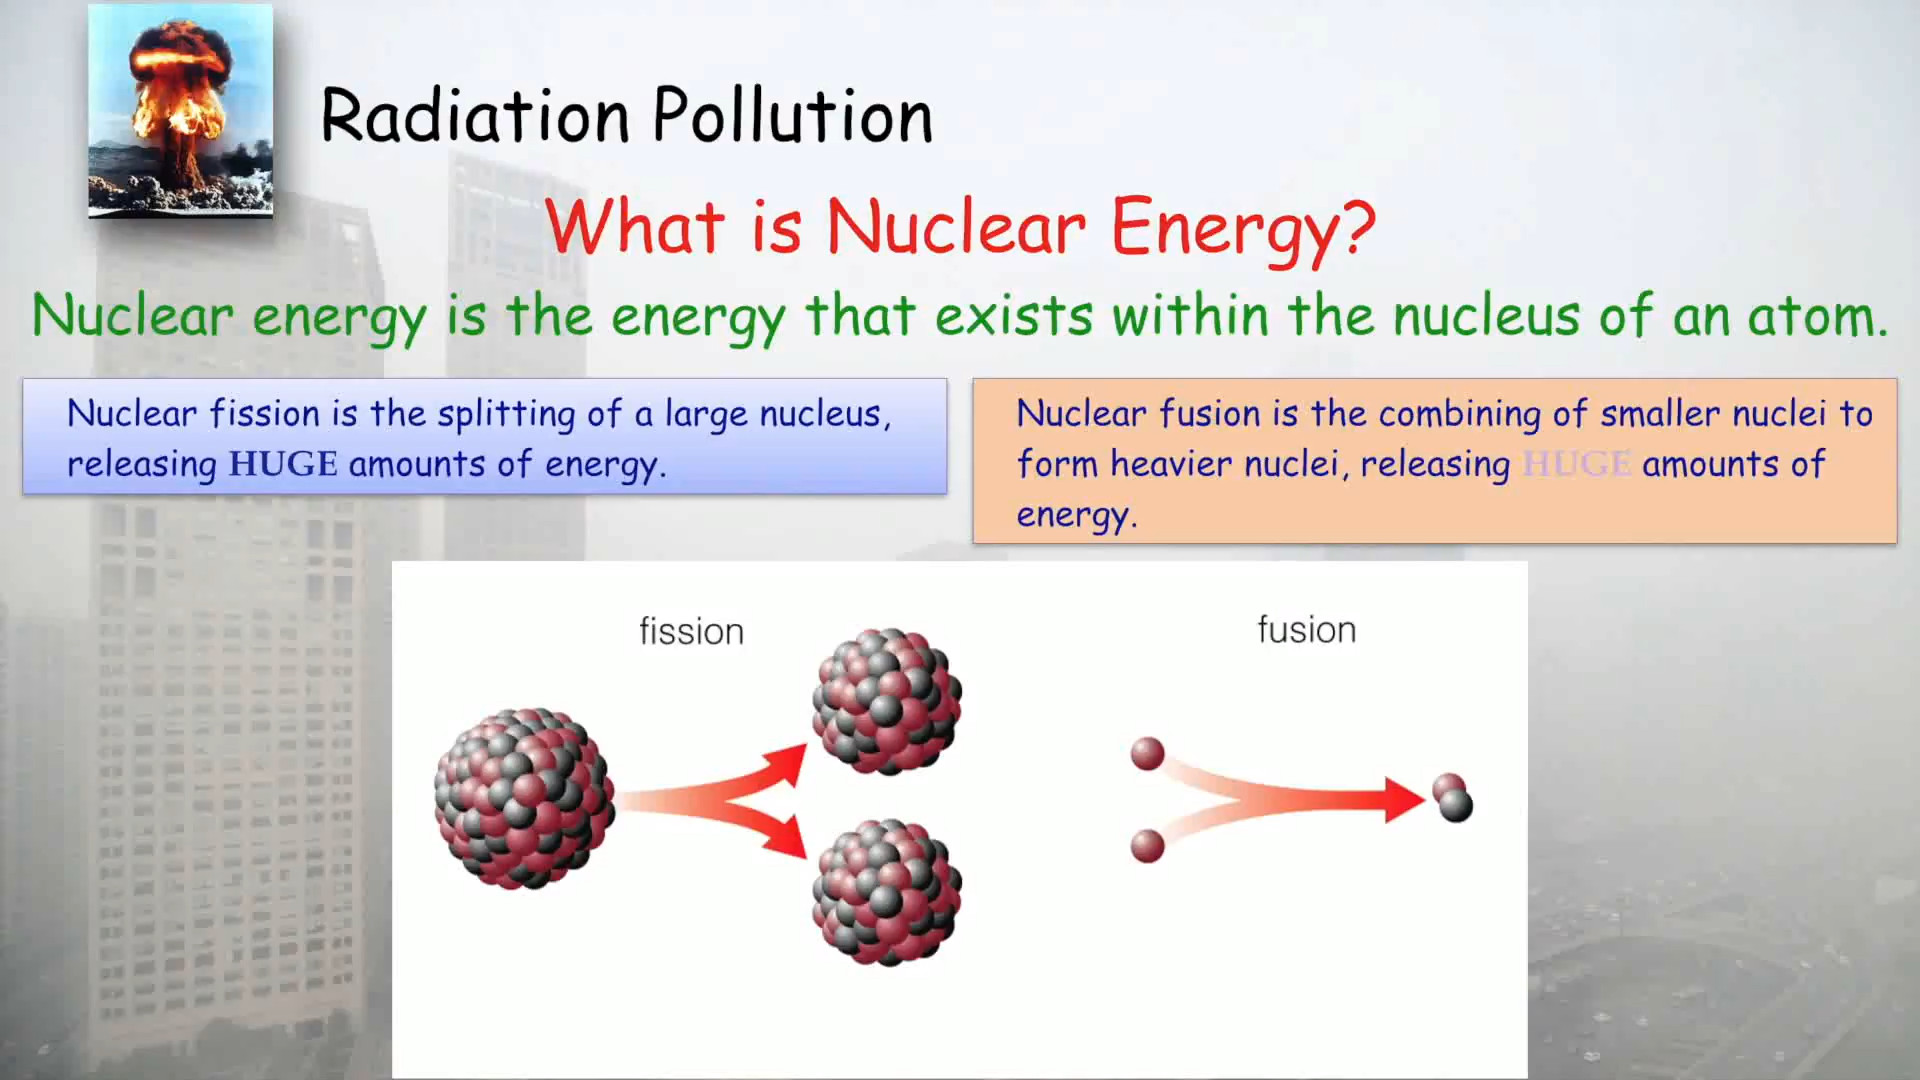 Radiation Pollution
What is Nuclear Energy?
Nuclear energy is the energy that exists within the nucleus of an atom.
Nuclear fission is the splitting of a large nucleus,
releasing HUGE amounts of energy.
Nuclear fusion is the combining of smaller nuclei to
form heavier nuclei, releasing HUGE amounts of
energy.
fission
fusion